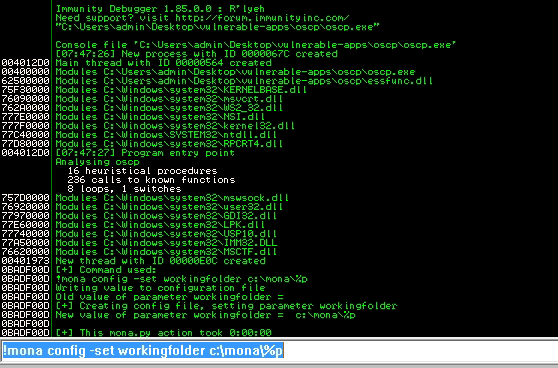 Immunity Debugger 1.85.0.0 : R'lyeh
Need support? visit http://forum.immunityinc.com/
"C:\Users\admin\Desktop\vulnerable-apps\oscp\oscp.exe"
Console file 'C:\Users\admin\Desktop\vulnerable-apps\oscp\oscp.exe'
[07:47:26] New process with ID 0000067C created
004012D0 Main thread with ID 00000564 created
00400000 Modules C:\Users\admin\Desktop\vulnerable-apps\oscp\oscp.exe
62500000 Modules C:\Users\admin\Desktop\vulnerable-apps\oscp\essfunc.dll
75F30000 Modules C:\Windows\system32\KERNELBASE.dll
76090000 Modules C:\Windows\system32\msvcrt.dll
762A0000 Modules C:\Windows\system32\WS2_32.dll
777E0000 Modules C:\Windows\system32\NSI.dll
777F0000 Modules C:\Windows\system32\kernel32.dll
77C40000 Modules C:\Windows\SYSTEM32\ntdll.dll
77D80000 Modules C:\Windows\system32\RPCRT4.dll
004012D0 [07:47:27] Program entry point
Analysing oscp
16 heuristical procedures
236 calls to known functions
8 loops, 1 switches
757D0000 Modules C:\Windows\system32\mswsock.dll
76920000 Modules C:\Windows\system32\user32.dll
77970000 Modules C:\Windows\system32\GDI32.dll
77E60000 Modules C:\Windows\system32\LPK.dll
77740000 Modules C:\Windows\system32\USP10.dll
77A50000 Modules C:\Windows\system32\IMM32.DLL
76620000 Modules C:\Windows\system32\MSCTF.dll
00401973 New thread with ID 00000E0C created
0BADF00D [+] Command used:
0BADF00D !mona config -set workingfolder c:\mona\%p
0BADF00D Writing value to configuration file
0BADF00D Old value of parameter workingfolder =
0BADF00D [+] Creating config file, setting parameter workingfolder
0BADF00D New value of parameter workingfolder =  c:\mona\%p
0BADF00D
0BADF00D [+] This mona.py action took 0:00:00
!mona config -set workingfolder c:\mona\%p